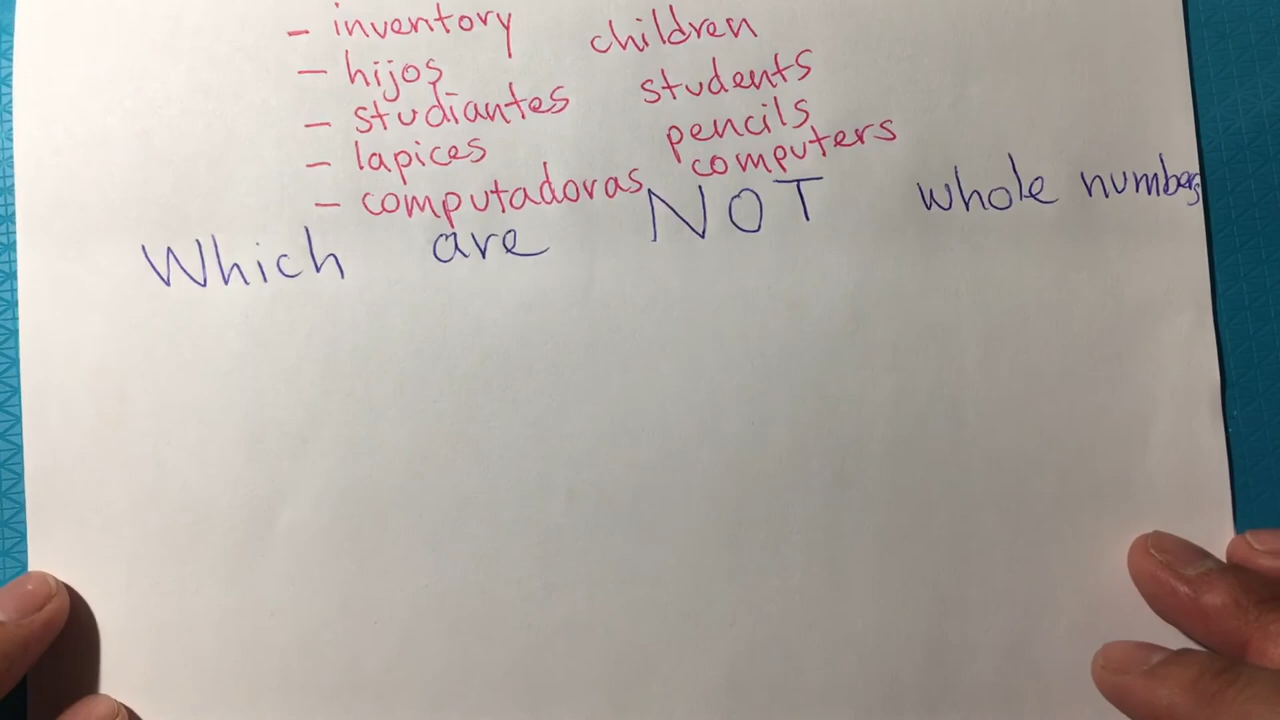 - inventory
- hijos children
- studiantes students
- lapices pencils
- computadoras computers
Which are NOT whole numbers